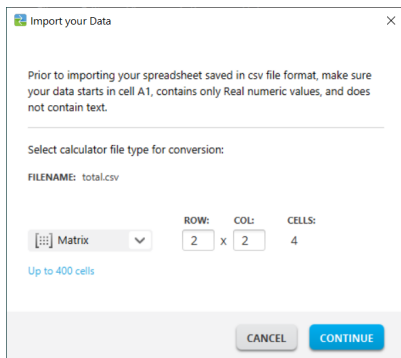 Import your Data
Prior to importing your spreadsheet saved in csv file format, make sure
your data starts in cell A1, contains only Real numeric values, and does
not contain text.
Select calculator file type for conversion:
FILENAME: total.csv
ROW: COL: CELLS:
Matrix 2 x 2 4
Up to 400 cells
CANCEL CONTINUE